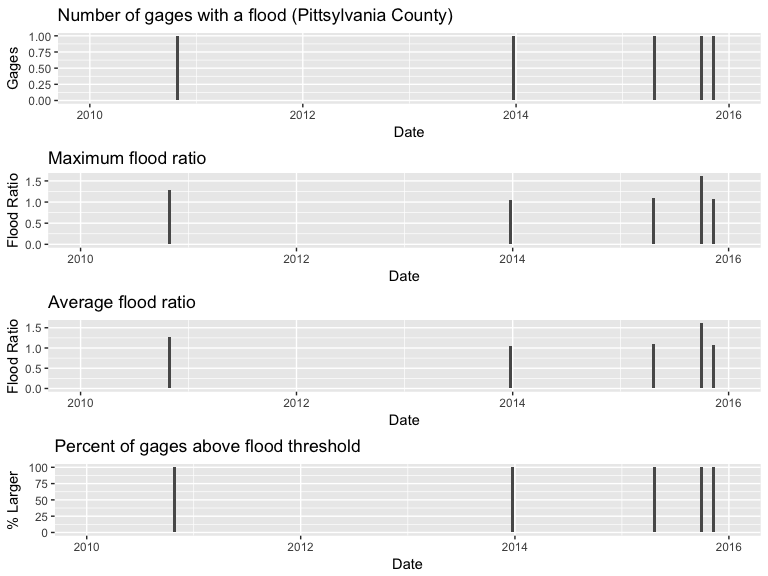 Number of gages with a flood (Pittsylvania County)
Gages
1.00
0.75
0.50
0.25
0.00
2010 2012 2014 2016
Date
Maximum flood ratio
Flood Ratio
1.5
1.0
0.5
0.0
2010 2012 2014 2016
Date
Average flood ratio
Flood Ratio
1.5
1.0
0.5
0.0
2010 2012 2014 2016
Date
Percent of gages above flood threshold
% Larger
100
75
50
25
0
2010 2012 2014 2016
Date